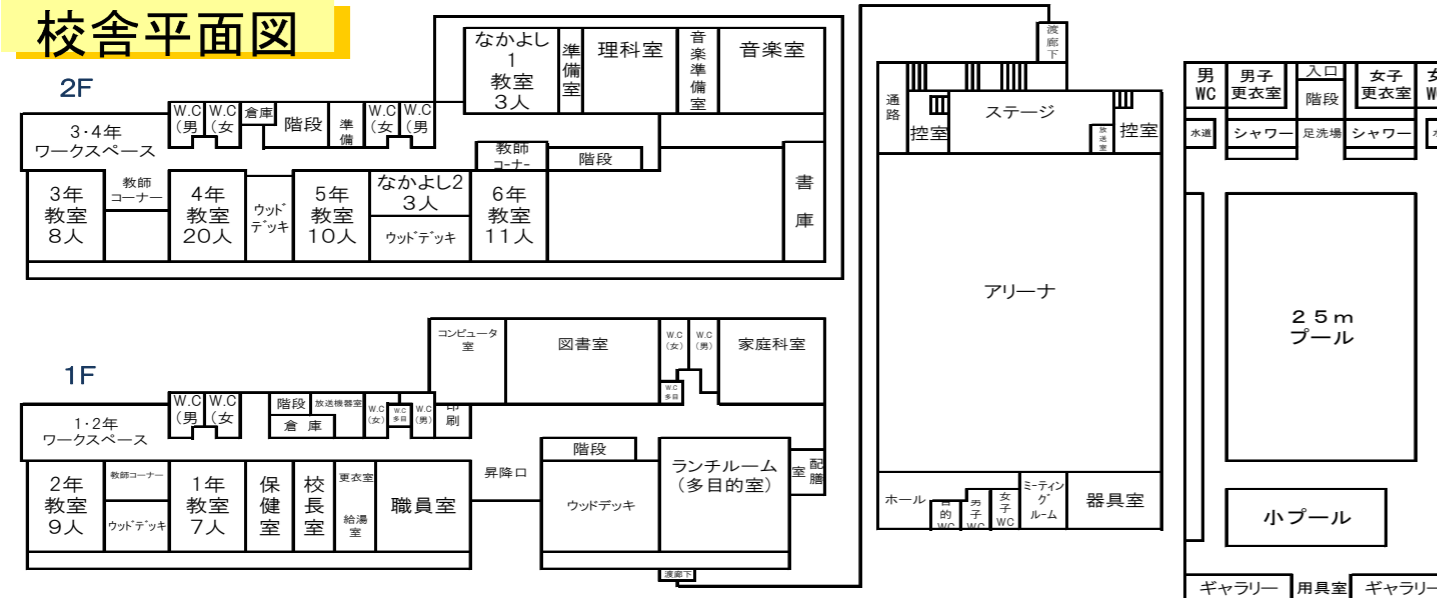 校舎平面図
2F
なかよし
1
教室
3人
準備室
理科室
音楽準備室
音楽室
W.C
(男
W.C
(女
倉庫
階段
準備
W.C
(女
W.C
(男
3・4年
ワークスペース
教師
コーナー
階段
書庫
3年
教室
8人
教師
コーナー
4年
教室
20人
ウッド
デッキ
5年
教室
10人
なかよし2
3人
ウッドデッキ
6年
教室
11人
1F
コンピュータ
室
図書室
W.C
(女)
W.C
(男)
W.C
多目
家庭科室
W.C
(男
W.C
(女
階段
放送機器室
倉庫
W.C
(女)
W.C
多目
W.C
(男)
印刷
1・2年
ワークスペース
2年
教室
9人
教師コーナー
ウッドデッキ
1年
教室
7人
保健室
校長室
更衣室
給湯
室
職員室
昇降口
階段
ウッドデッキ
ランチルーム
(多目的室)
配膳
室
渡廊下
渡廊下
通路
控室
ステージ
放送室
控室
アリーナ
ホール
目的
WC
男子
WC
女子
WC
ミーティン
グ
ルーム
器具室
男
WC
男子
更衣室
入口
階段
女子
更衣室
水道
シャワー
足洗場
シャワー
25m
プール
小プール
ギャラリー
用具室
ギャラリー